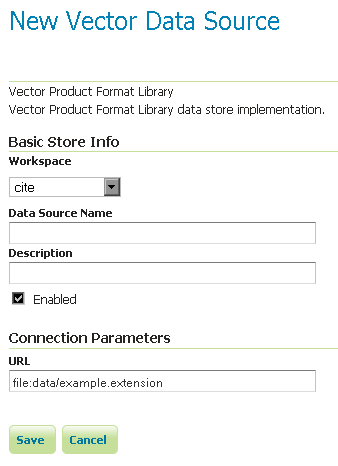 New Vector Data Source
Vector Product Format Library
Vector Product Format Library data store implementation.
Basic Store Info
Workspace
cite
Data Source Name
Description
Enabled
Connection Parameters
URL
file:data/example.extension
Save Cancel